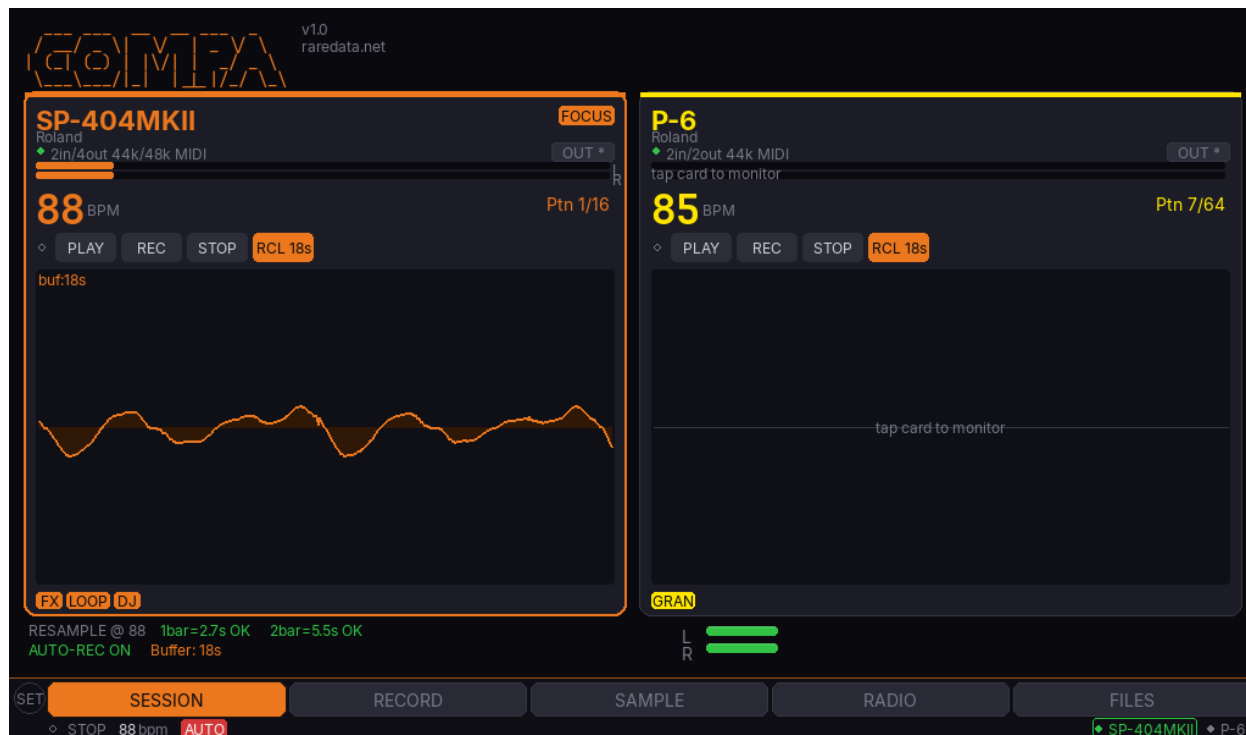 COMPA
v1.0
raredata.net
SP-404MKII
FOCUS
Roland
2in/4out 44k/48k MIDI
OUT *
L
R
88 BPM
Ptn 1/16
PLAY REC STOP RCL 18s
buf:18s
FX LOOP DJ
P-6
Roland
2in/2out 44k MIDI
OUT *
tap card to monitor
85 BPM
Ptn 7/64
PLAY REC STOP RCL 18s
tap card to monitor
GRAN
RESAMPLE @ 88 1bar=2.7s OK 2bar=5.5s OK
AUTO-REC ON Buffer: 18s
L
R
SET SESSION RECORD SAMPLE RADIO FILES
STOP 88 bpm AUTO
SP-404MKII P-6